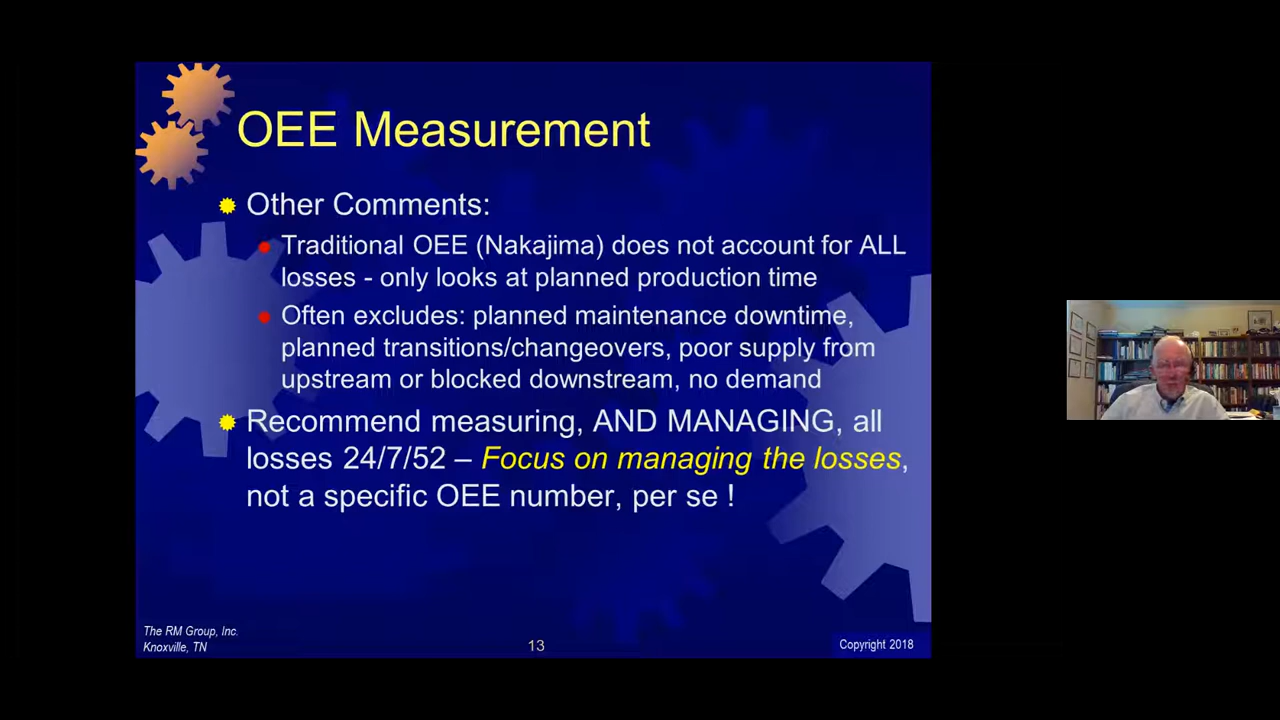 OEE Measurement
Other Comments:
Traditional OEE (Nakajima) does not account for ALL
losses - only looks at planned production time
Often excludes: planned maintenance downtime,
planned transitions/changeovers, poor supply from
upstream or blocked downstream, no demand
Recommend measuring, AND MANAGING, all
losses 24/7/52 – Focus on managing the losses,
not a specific OEE number, per se !
The RM Group, Inc.
Knoxville, TN
13
Copyright 2018